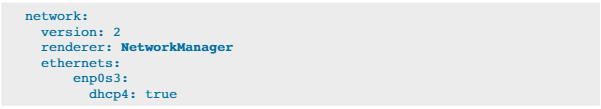 network:
  version: 2
  renderer: NetworkManager
  ethernets:
      enp0s3:
        dhcp4: true